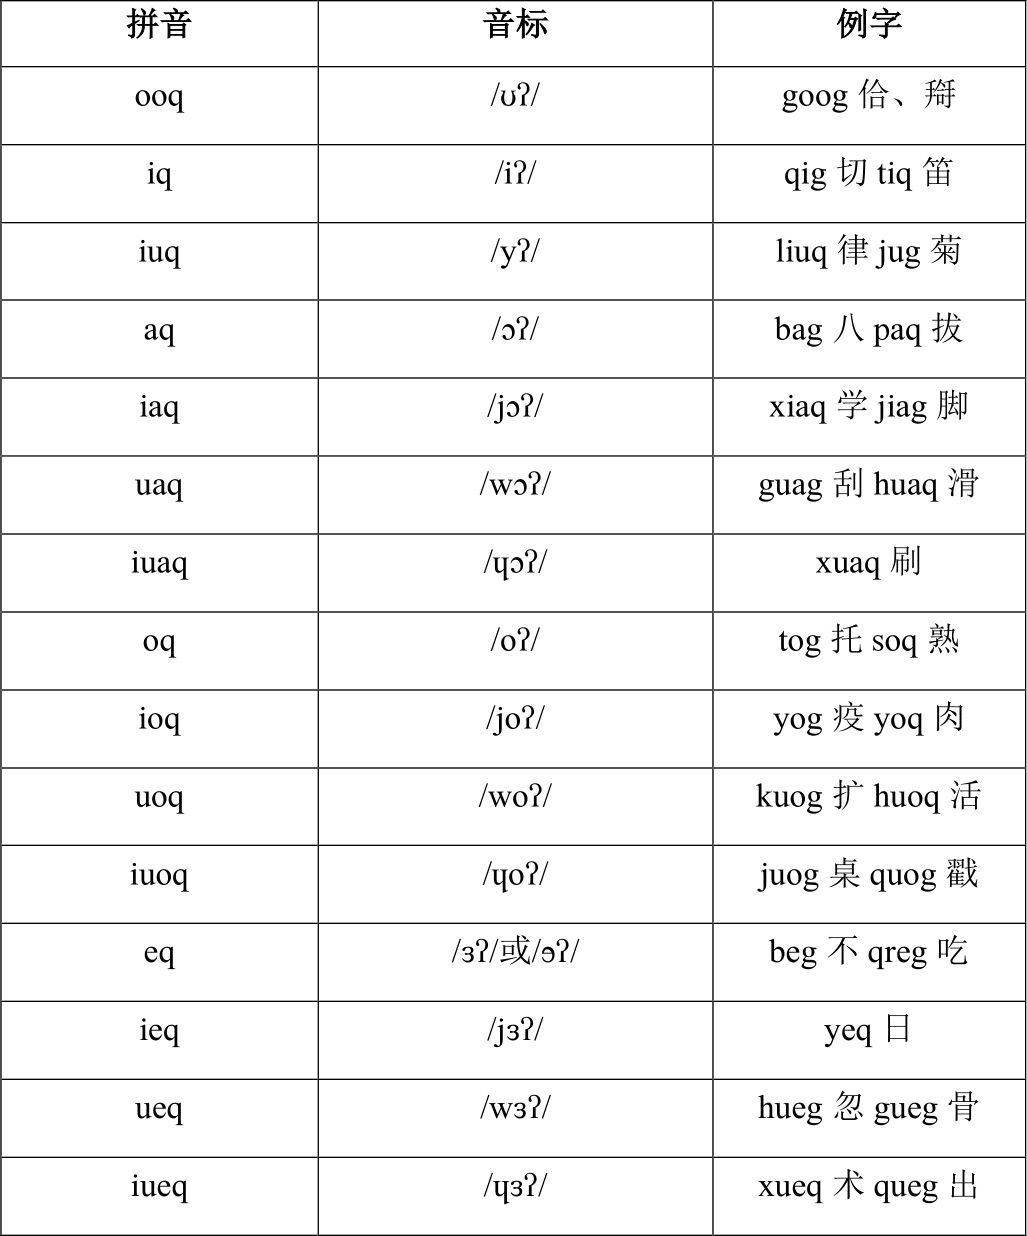 拼音 音标 例字
ooq /ʊʔ/ goog 佮、搿
iq /iʔ/ qig 切 tiq 笛
iuq /yʔ/ liuq 律 jug 菊
aq /ɔʔ/ bag 八 paq 拔
iaq /jɔʔ/ xiaq 学 jiag 脚
uaq /wɔʔ/ guag 刮 huaq 滑
iuaq /ɥɔʔ/ xuaq 刷
oq /oʔ/ tog 托 soq 熟
ioq /joʔ/ yog 疫 yoq 肉
uoq /woʔ/ kuog 扩 huoq 活
iuoq /ɥoʔ/ juog 桌 quog 戳
eq /ɜʔ/或/ɘʔ/ beg 不 qreg 吃
ieq /jɜʔ/ yeq 日
ueq /wɜʔ/ hueg 忽 gueg 骨
iueq /ɥɜʔ/ xueq 术 queg 出